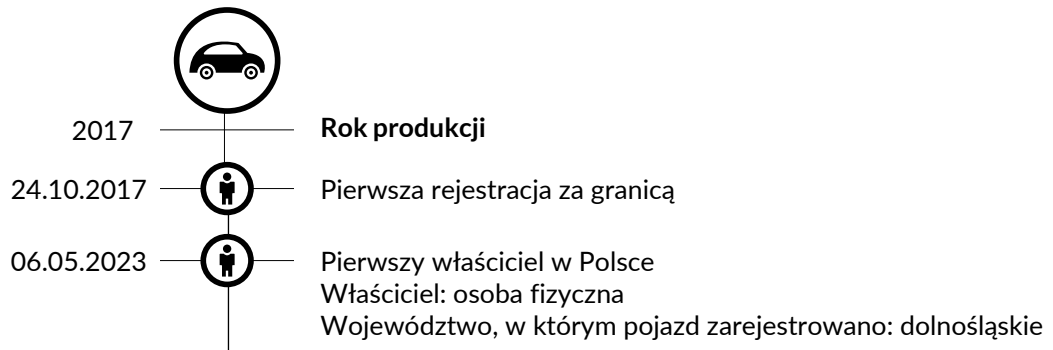 2017 Rok produkcji
24.10.2017 Pierwsza rejestracja za granicą
06.05.2023 Pierwszy właściciel w Polsce
Właściciel: osoba fizyczna
Województwo, w którym pojazd zarejestrowano: dolnośląskie